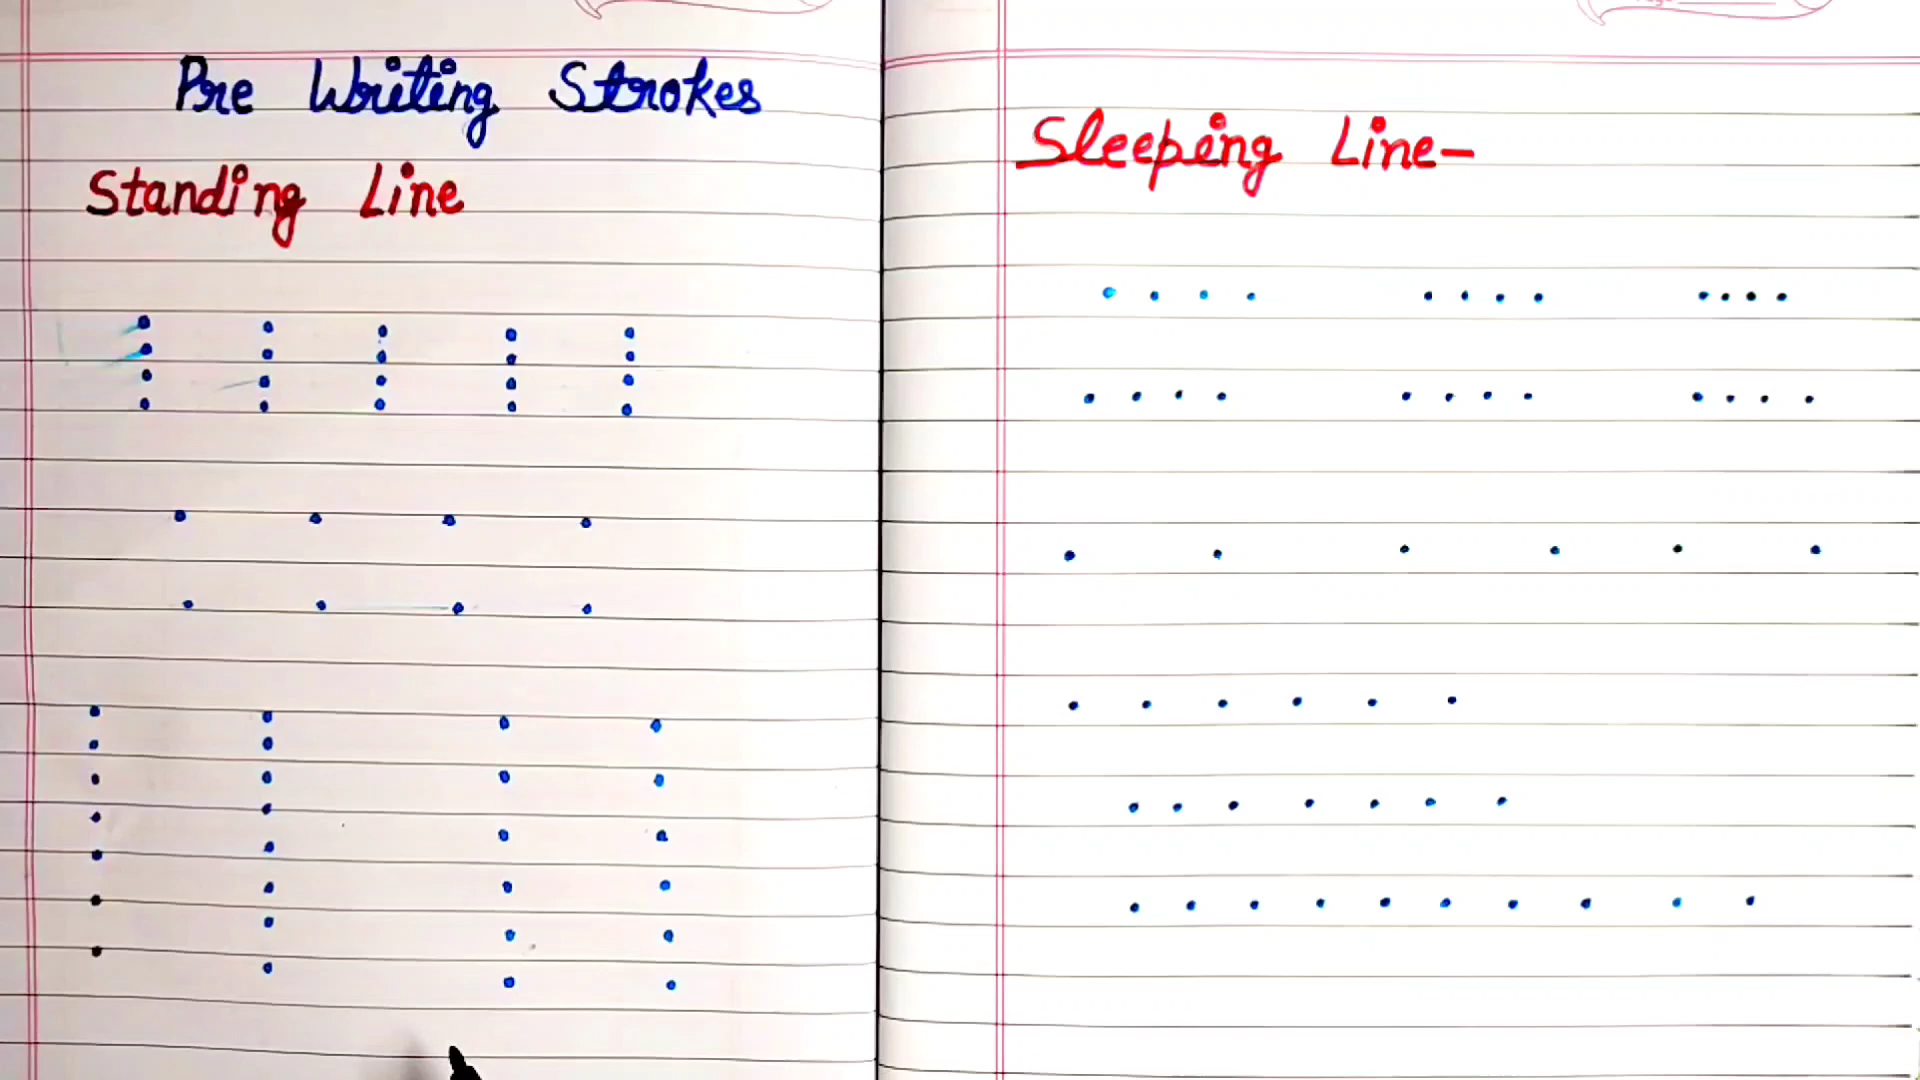 Pre Writing Strokes
Standing Line
Sleeping Line-